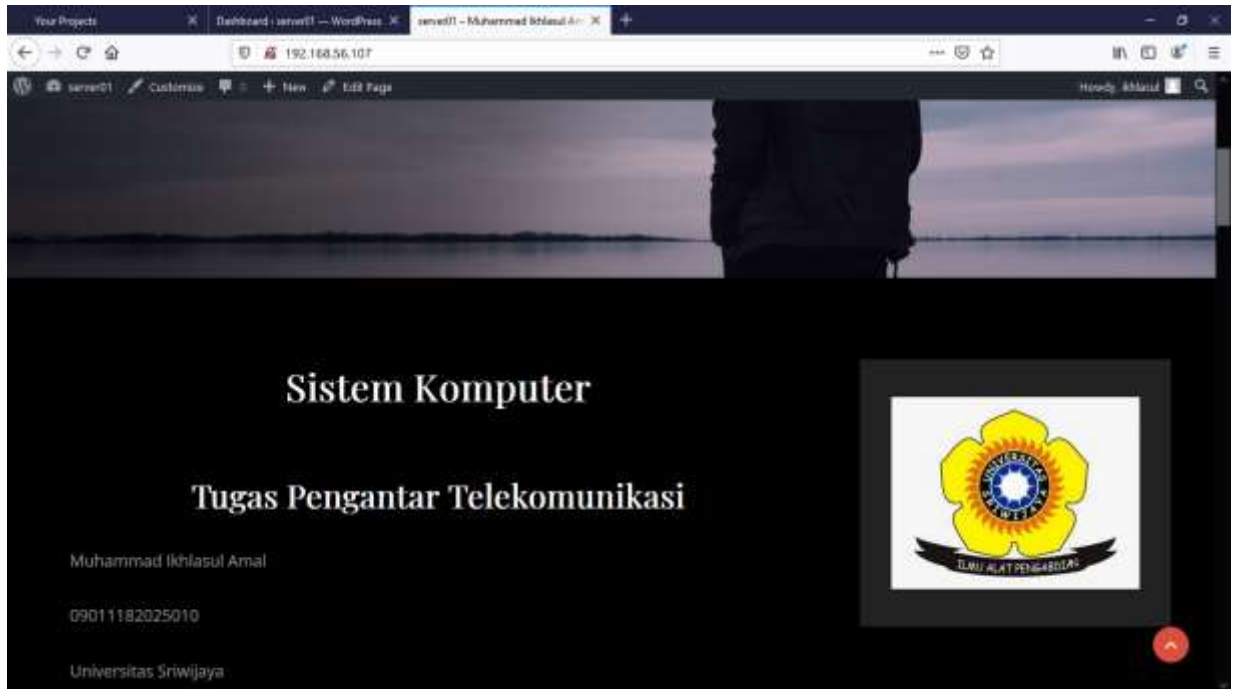 Your Projects
Dashboard ‹ server01 — WordPress
server01 – Muhammad Ikhlasul Am
192.168.56.107
server01 Customize New Edit Page
Howdy, Ikhlasul
Sistem Komputer
Tugas Pengantar Telekomunikasi
Muhammad Ikhlasul Amal
09011182025010
Universitas Sriwijaya
UNIVERSITAS
SRIWIJAYA
ILMU ALAT PENGABDIAN